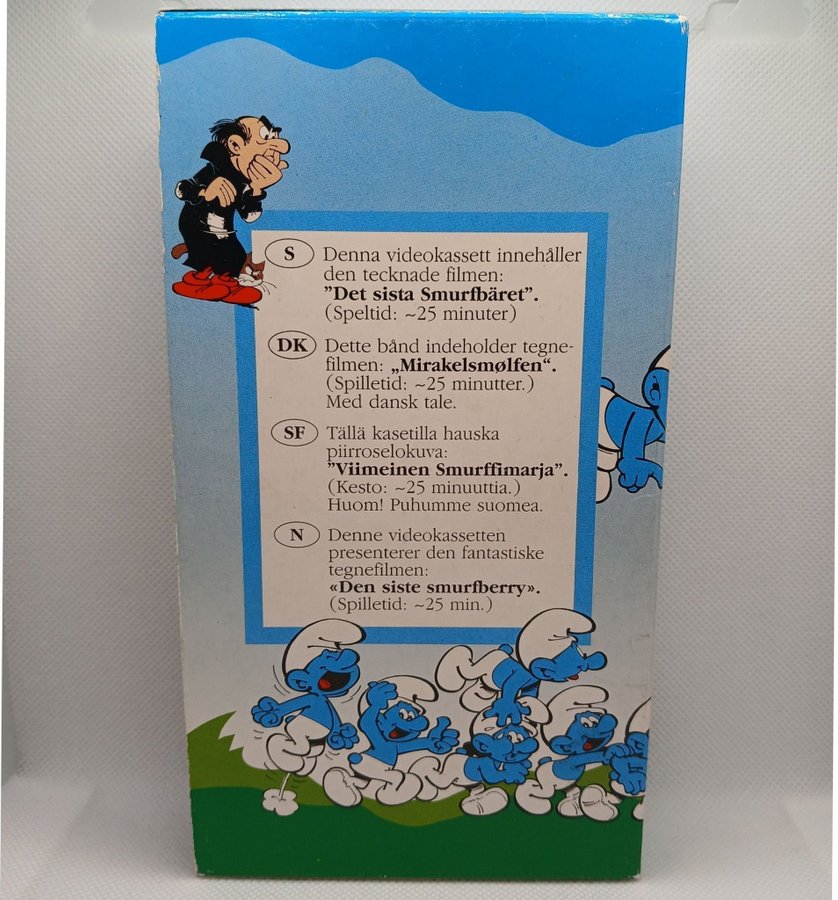 S
Denna videokassett innehåller
den tecknade filmen:
”Det sista Smurfbäret”.
(Speltid: ~25 minuter)
DK
Dette bånd indeholder tegne-
filmen: „Mirakelsmølfen“.
(Spilletid: ~25 minutter.)
Med dansk tale.
SF
Tällä kasetilla hauska
piirroselokuva:
”Viimeinen Smurffimarja”.
(Kesto: ~25 minuuttia.)
Huom! Puhumme suomea.
N
Denne videokassetten
presenterer den fantastiske
tegnefilmen:
«Den siste smurfberry».
(Spilletid: ~25 min.)